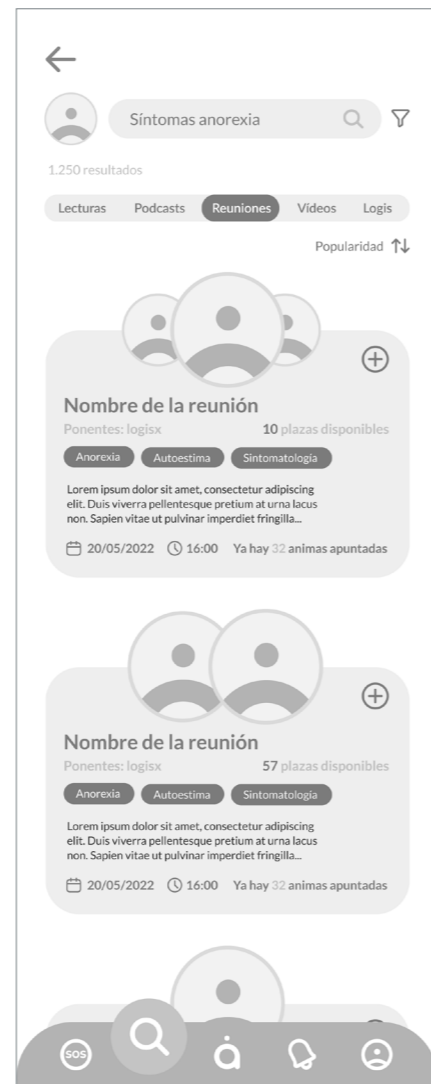 Síntomas anorexia
1.250 resultados
Lecturas Podcasts Reuniones Vídeos Logis
Popularidad
Nombre de la reunión
Ponentes: logisx 10 plazas disponibles
Anorexia Autoestima Sintomatología
Lorem ipsum dolor sit amet, consectetur adipiscing
elit. Duis viverra pellentesque pretium at urna lacus
non. Sapien vitae ut pulvinar imperdiet fringilla...
20/05/2022 16:00 Ya hay 32 animas apuntadas
Nombre de la reunión
Ponentes: logisx 57 plazas disponibles
Anorexia Autoestima Sintomatología
Lorem ipsum dolor sit amet, consectetur adipiscing
elit. Duis viverra pellentesque pretium at urna lacus
non. Sapien vitae ut pulvinar imperdiet fringilla...
20/05/2022 16:00 Ya hay 32 animas apuntadas
SOS